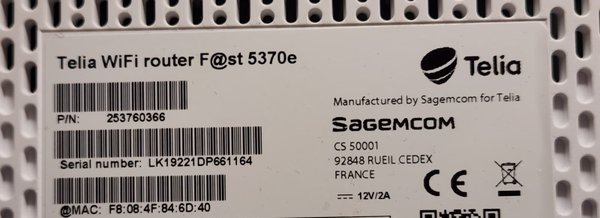 Telia WiFi router F@st 5370e
P/N: 253760366
Serial number: LK19221DP661164
@MAC: F8:08:4F:84:6D:40
Telia
Manufactured by Sagemcom for Telia
SAGEMCOM
CS 50001
92848 RUEIL CEDEX
FRANCE
12V/2A
CE